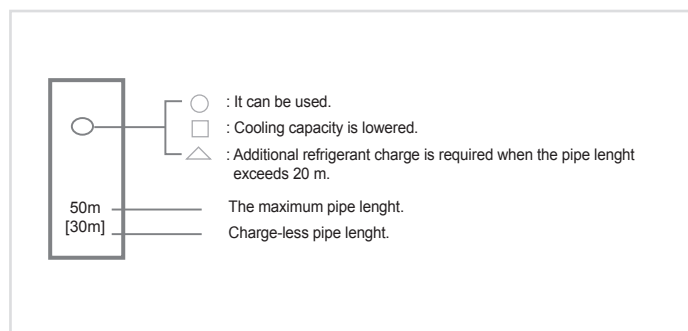 : It can be used.
: Cooling capacity is lowered.
: Additional refrigerant charge is required when the pipe lenght
exceeds 20 m.
50m
[30m]
The maximum pipe lenght.
Charge-less pipe lenght.